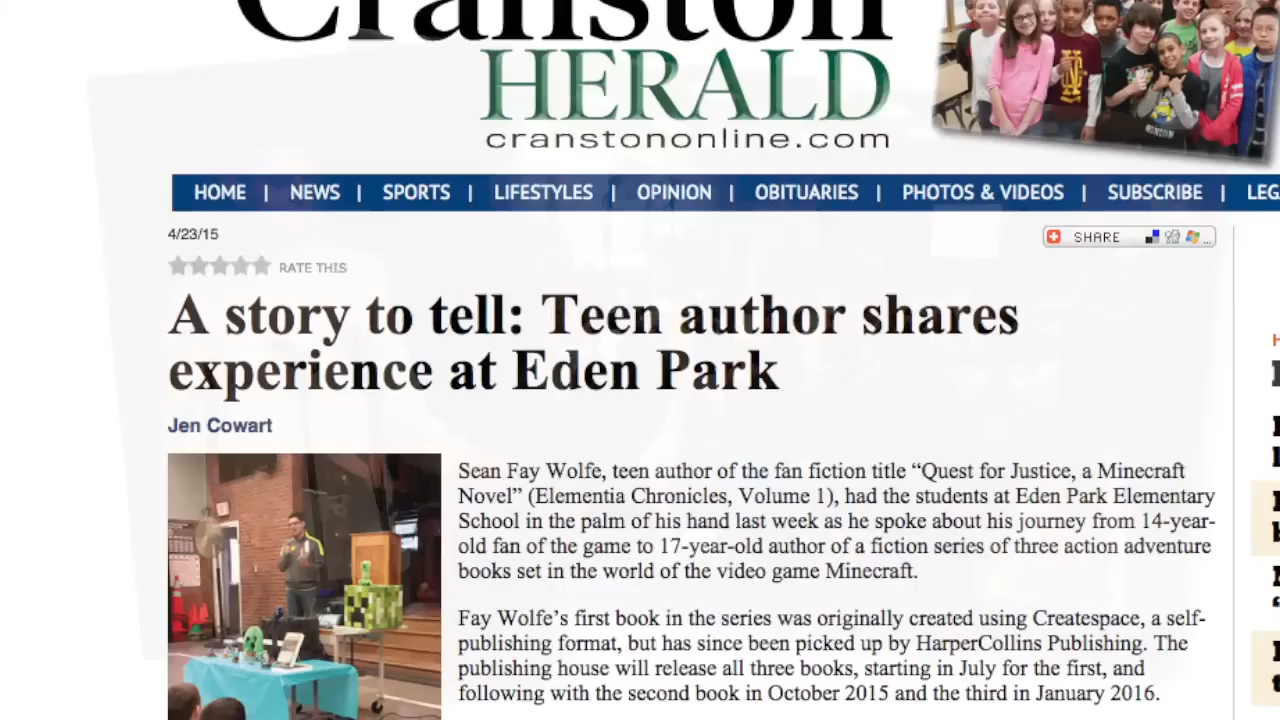 Cranston
HERALD
cranstononline.com
HOME | NEWS | SPORTS | LIFESTYLES | OPINION | OBITUARIES | PHOTOS & VIDEOS | SUBSCRIBE |
4/23/15
SHARE
RATE THIS
A story to tell: Teen author shares
experience at Eden Park
Jen Cowart
Sean Fay Wolfe, teen author of the fan fiction title “Quest for Justice, a Minecraft
Novel” (Elementia Chronicles, Volume 1), had the students at Eden Park Elementary
School in the palm of his hand last week as he spoke about his journey from 14-year-
old fan of the game to 17-year-old author of a fiction series of three action adventure
books set in the world of the video game Minecraft.
Fay Wolfe’s first book in the series was originally created using Createspace, a self-
publishing format, but has since been picked up by HarperCollins Publishing. The
publishing house will release all three books, starting in July for the first, and
following with the second book in October 2015 and the third in January 2016.